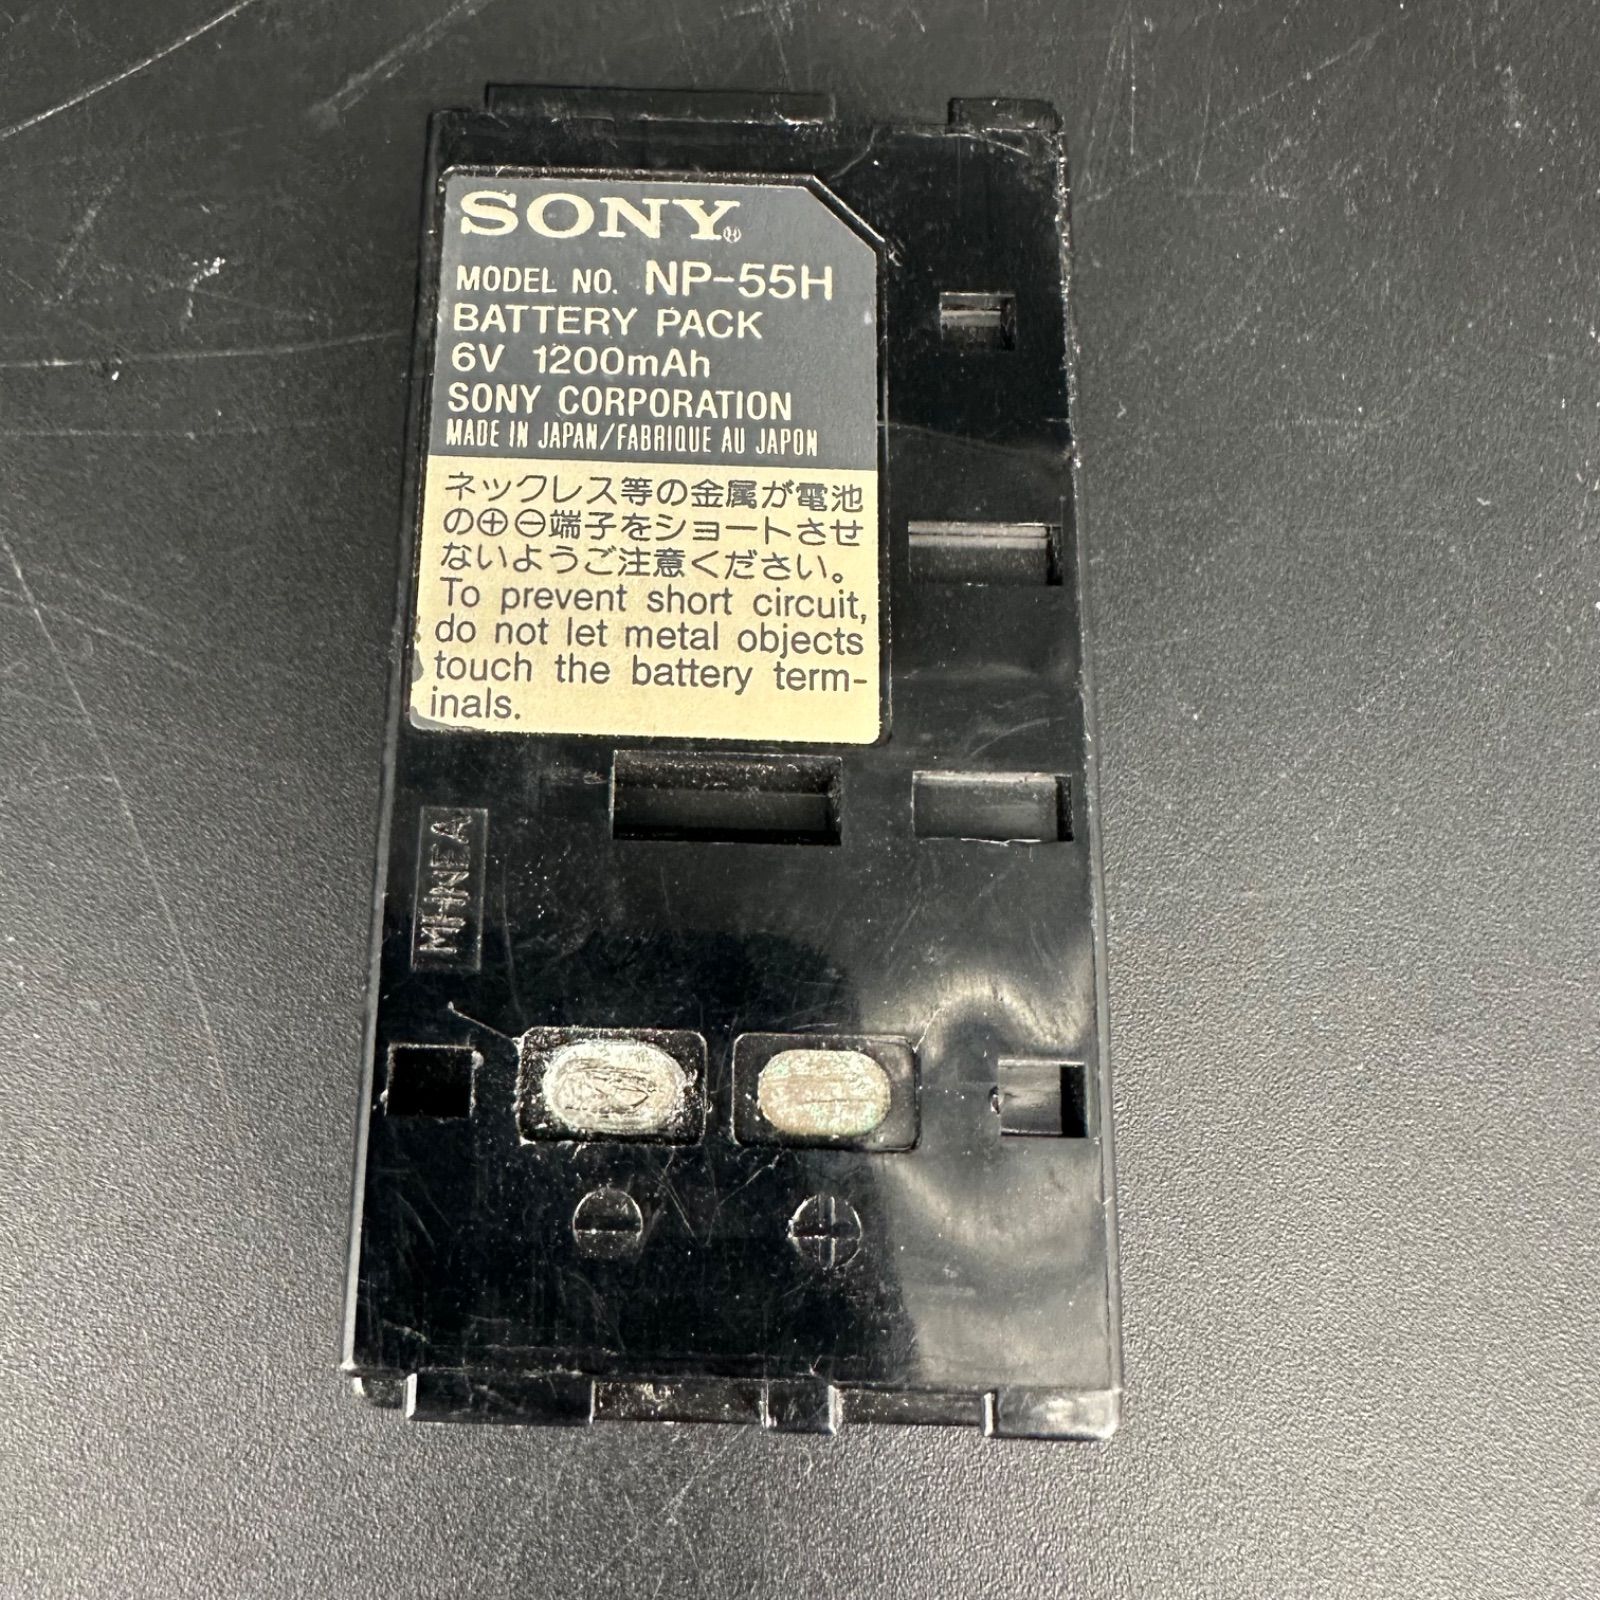 SONY®
MODEL NO. NP-55H
BATTERY PACK
6V 1200mAh
SONY CORPORATION
MADE IN JAPAN/FABRIQUE AU JAPON
ネックレス等の金属が電池
の⊕⊖端子をショートさせ
ないようご注意ください。
To prevent short circuit,
do not let metal objects
touch the battery term-
inals.
MHNEA
⊖ ⊕